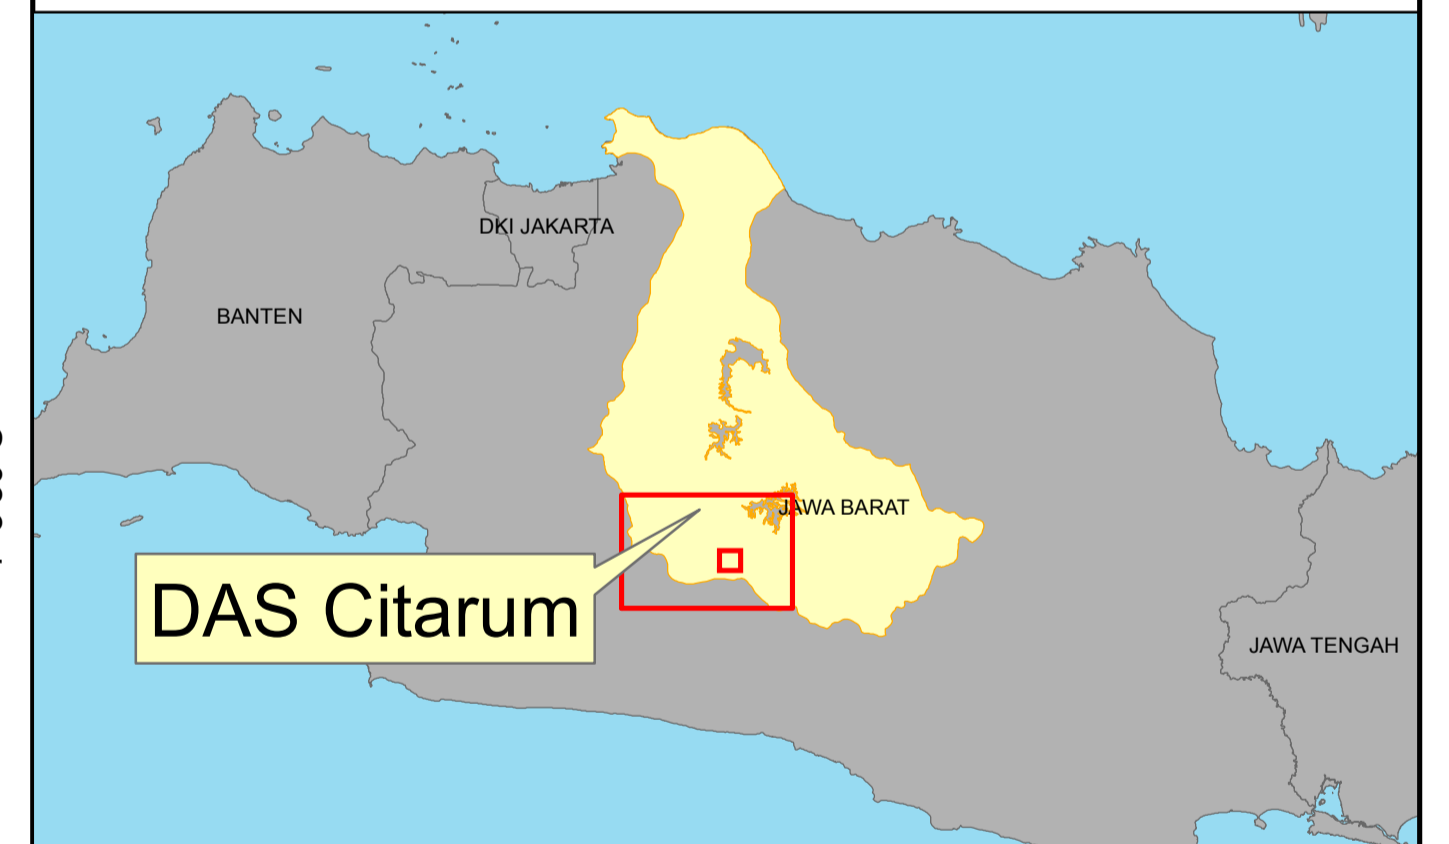 DKI JAKARTA
BANTEN
JAWA BARAT
DAS Citarum
JAWA TENGAH